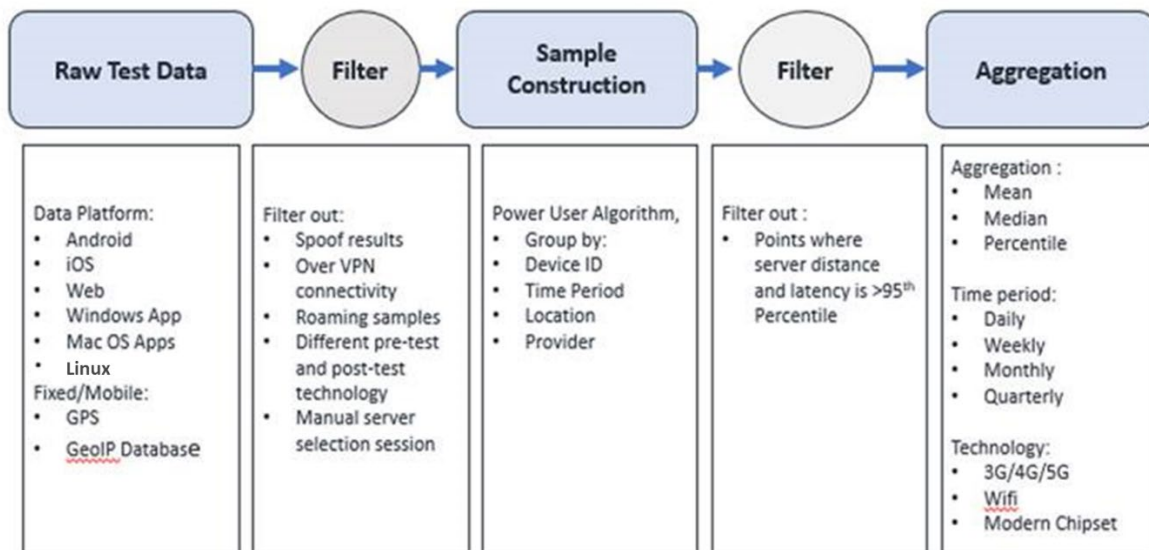 Raw Test Data
Filter
Sample
Construction
Filter
Aggregation
Data Platform:
• Android
• iOS
• Web
• Windows App
• Mac OS Apps
• Linux
Fixed/Mobile:
• GPS
• GeoIP Database
Filter out:
• Spoof results
• Over VPN
connectivity
• Roaming samples
• Different pre-test
and post-test
technology
• Manual server
selection session
Power User Algorithm,
• Group by:
• Device ID
• Time Period
• Location
• Provider
Filter out :
• Points where
server distance
and latency is >95th
Percentile
Aggregation :
• Mean
• Median
• Percentile
Time period:
• Daily
• Weekly
• Monthly
• Quarterly
Technology:
• 3G/4G/5G
• Wifi
• Modern Chipset